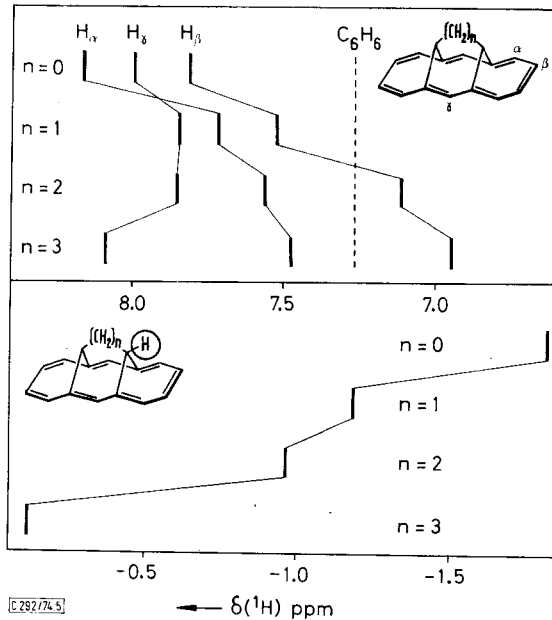 Hα Hɣ Hβ C₆H₆ (CH₂)ₙ
n=0
α
β
γ
n=1
n=2
n=3
8.0 7.5 7.0
(CH₂)ₙ H
n=0
n=1
n=2
n=3
-0.5 -1.0 -1.5
C 292/74.5
← δ(¹H) ppm